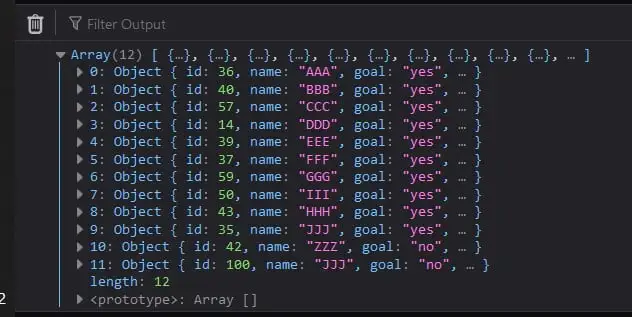 Filter Output
Array(12) [ {…}, {…}, {…}, {…}, {…}, {…}, {…}, {…}, {…}, {…}, … ]
0: Object { id: 36, name: "AAA", goal: "yes", … }
1: Object { id: 40, name: "BBB", goal: "yes", … }
2: Object { id: 57, name: "CCC", goal: "yes", … }
3: Object { id: 14, name: "DDD", goal: "yes", … }
4: Object { id: 39, name: "EEE", goal: "yes", … }
5: Object { id: 37, name: "FFF", goal: "yes", … }
6: Object { id: 59, name: "GGG", goal: "yes", … }
7: Object { id: 50, name: "III", goal: "yes", … }
8: Object { id: 43, name: "HHH", goal: "yes", … }
9: Object { id: 35, name: "JJJ", goal: "yes", … }
10: Object { id: 42, name: "ZZZ", goal: "no", … }
11: Object { id: 100, name: "JJJ", goal: "no", … }
length: 12
2
<prototype>: Array []